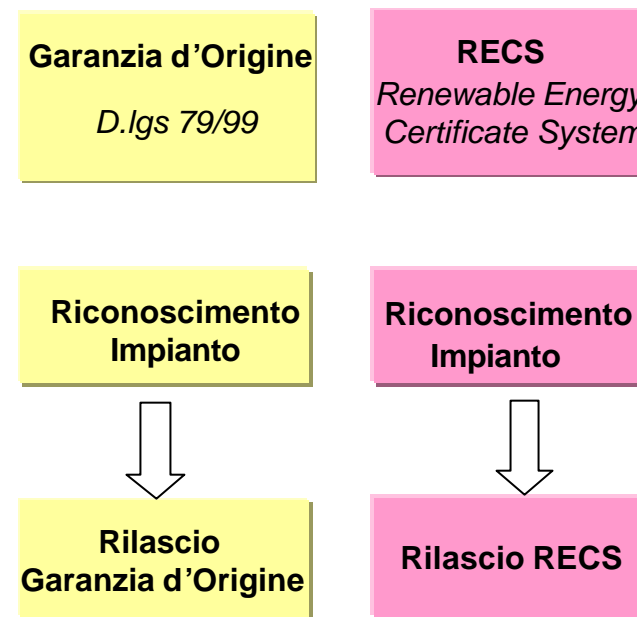 Garanzia d'Origine
D.lgs 79/99
RECS
Renewable Energy
Certificate System
Riconoscimento
Impianto
Riconoscimento
Impianto
Rilascio
Garanzia d'Origine
Rilascio RECS